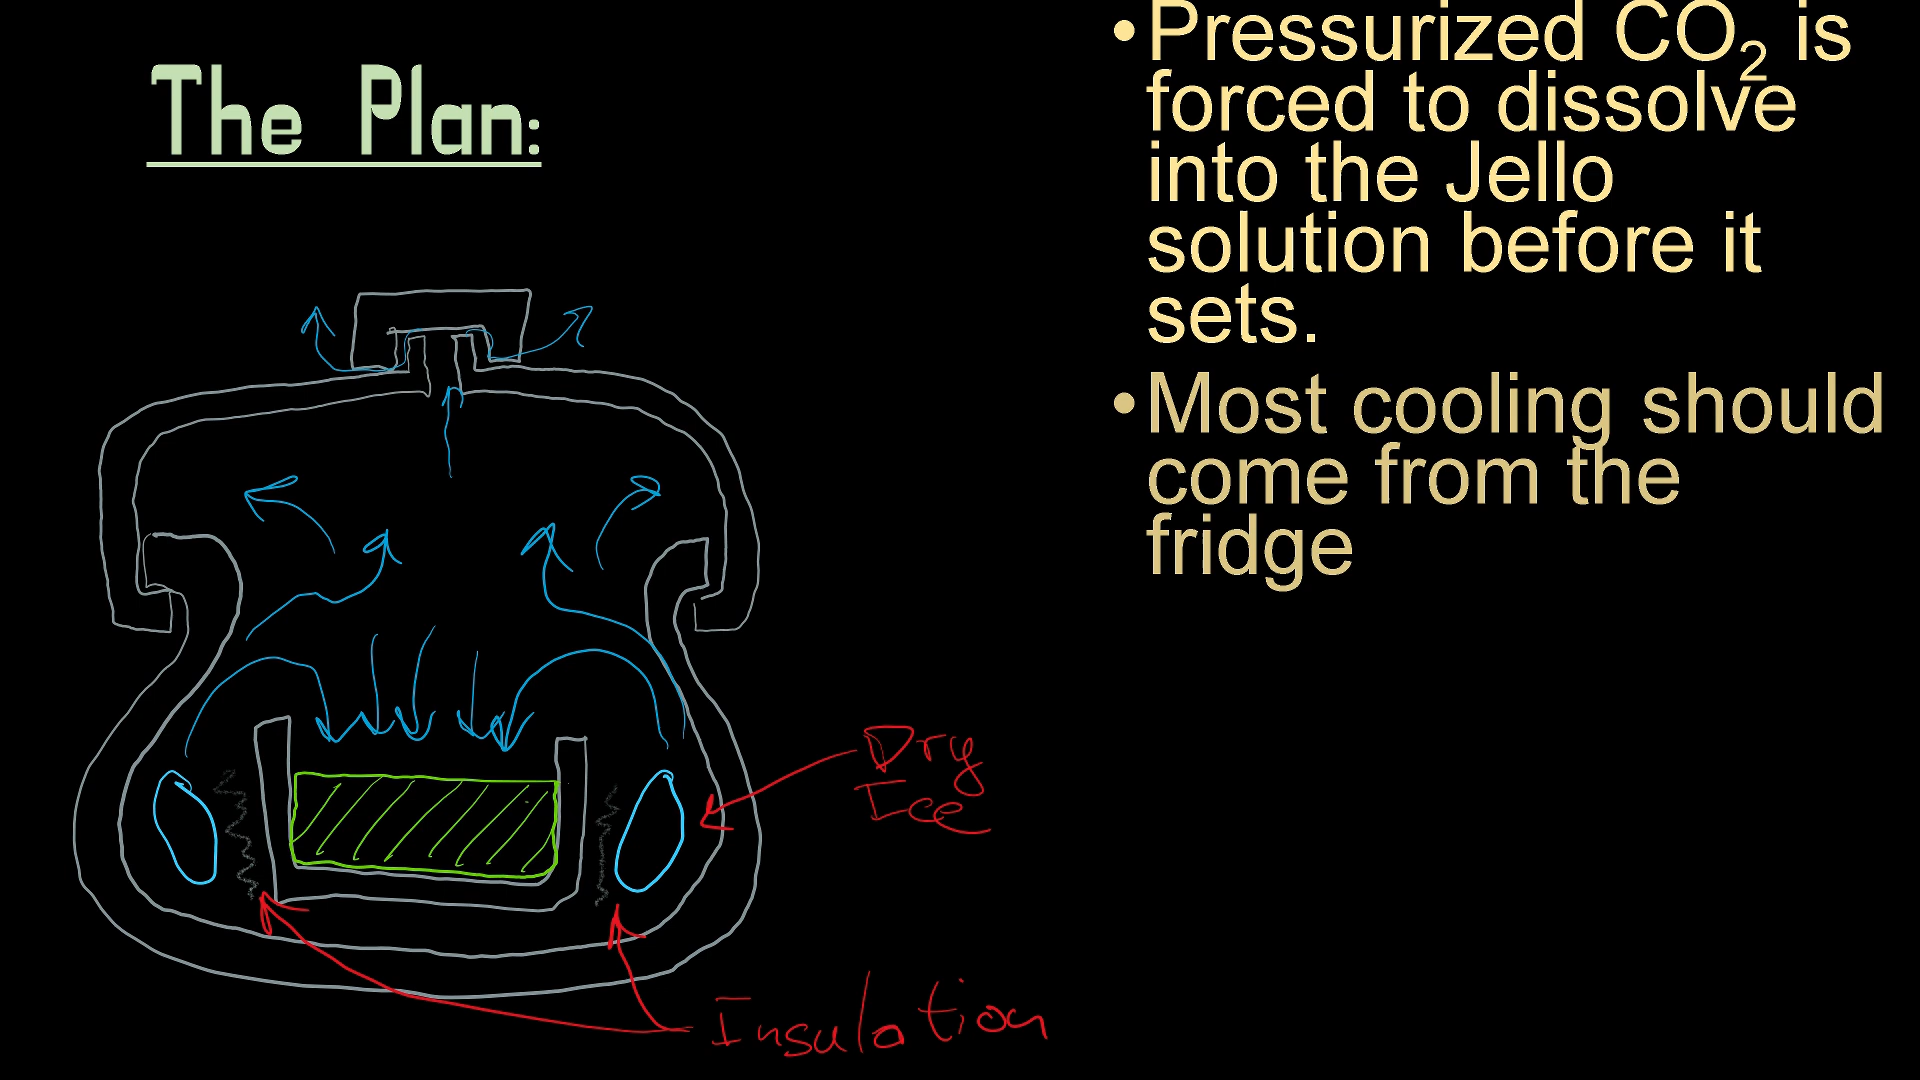 The Plan:
•Pressurized CO₂ is
forced to dissolve
into the Jello
solution before it
sets.
•Most cooling should
come from the
fridge
Dry
Ice
Insulation